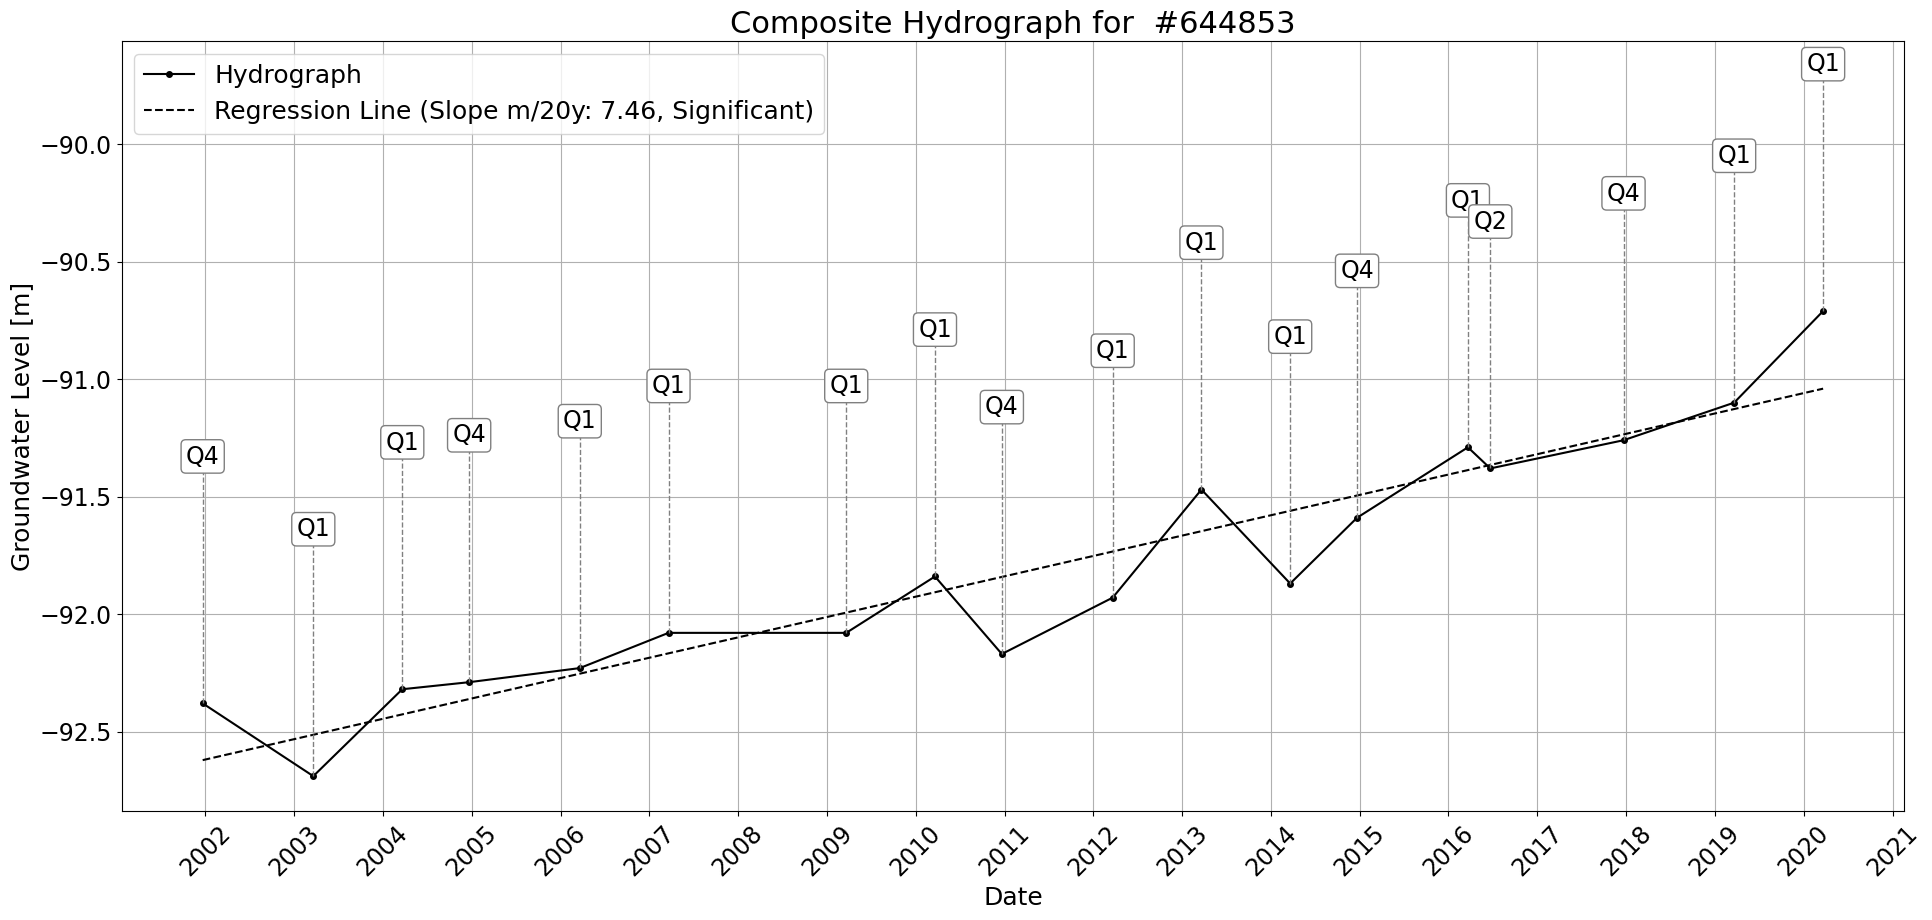 Composite Hydrograph for  #644853
Hydrograph
Regression Line (Slope m/20y: 7.46, Significant)
Groundwater Level [m]
−90.0
−90.5
−91.0
−91.5
−92.0
−92.5
Q4
Q1
Q1
Q4
Q1
Q1
Q1
Q1
Q4
Q1
Q1
Q1
Q4
Q1
Q2
Q4
Q1
Q1
2002
2003
2004
2005
2006
2007
2008
2009
2010
2011
2012
2013
2014
2015
2016
2017
2018
2019
2020
2021
Date